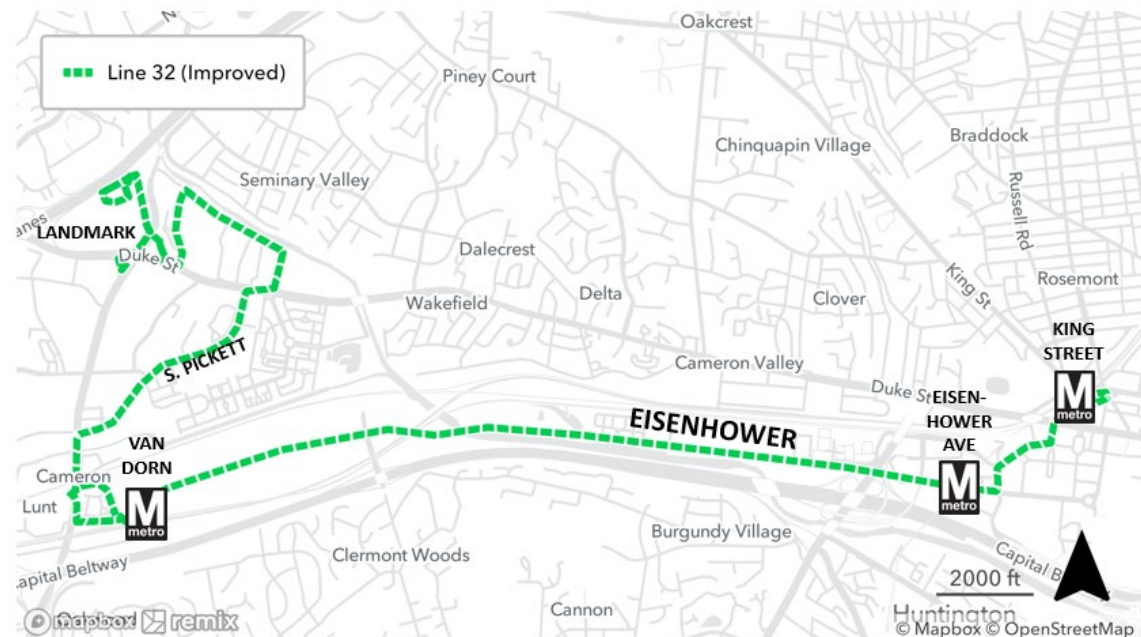 Line 32 (Improved)
Oakcrest
Piney Court
Braddock
Chinquapin Village
Seminary Valley
Russell Rd
anes
LANDMARK
Duke St
Dalecrest
King St
Rosemont
Delta
Wakefield
Clover
KING
STREET
S. PICKETT
Cameron Valley
Duke St
M
metro
EISEN-
HOWER
AVE
EISENHOWER
VAN
DORN
Cameron
Lunt
M
metro
M
metro
Burgundy Village
Clermont Woods
Capital B
apital Beltway
2000 ft
Cannon
Huntington
mapbox
remix
© Mapbox © OpenStreetMap